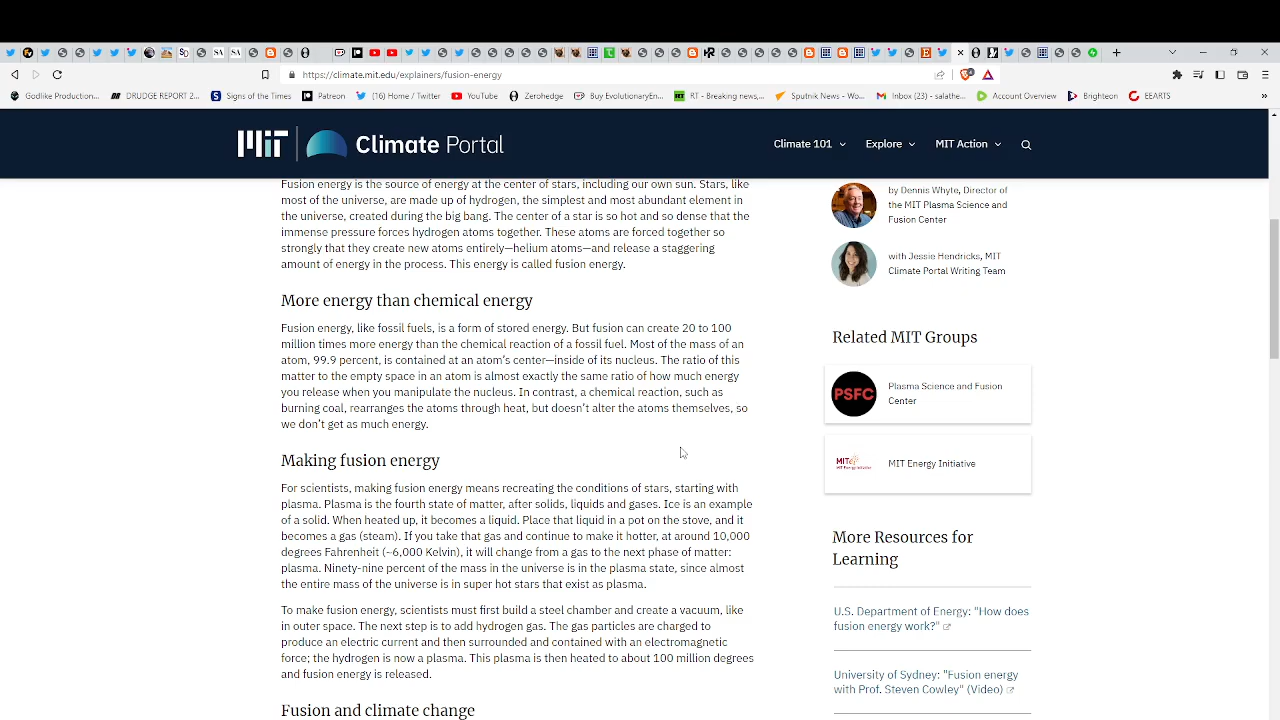 https://climate.mit.edu/explainers/fusion-energy
Godlike Production...
DRUDGE REPORT 2...
Signs of the Times
Patreon
(16) Home / Twitter
YouTube
Zerohedge
Buy EvolutionaryEn...
RT - Breaking news,...
Sputnik News - Wo...
Inbox (23) - salathe...
Account Overview
Brighteon
EEARTS
MIT
Climate Portal
Climate 101
Explore
MIT Action
Fusion energy is the source of energy at the center of stars, including our own sun. Stars, like
most of the universe, are made up of hydrogen, the simplest and most abundant element in
the universe, created during the big bang. The center of a star is so hot and so dense that the
immense pressure forces hydrogen atoms together. These atoms are forced together so
strongly that they create new atoms entirely—helium atoms—and release a staggering
amount of energy in the process. This energy is called fusion energy.
More energy than chemical energy
Fusion energy, like fossil fuels, is a form of stored energy. But fusion can create 20 to 100
million times more energy than the chemical reaction of a fossil fuel. Most of the mass of an
atom, 99.9 percent, is contained at an atom's center—inside of its nucleus. The ratio of this
matter to the empty space in an atom is almost exactly the same ratio of how much energy
you release when you manipulate the nucleus. In contrast, a chemical reaction, such as
burning coal, rearranges the atoms through heat, but doesn't alter the atoms themselves, so
we don't get as much energy.
Making fusion energy
For scientists, making fusion energy means recreating the conditions of stars, starting with
plasma. Plasma is the fourth state of matter, after solids, liquids and gases. Ice is an example
of a solid. When heated up, it becomes a liquid. Place that liquid in a pot on the stove, and it
becomes a gas (steam). If you take that gas and continue to make it hotter, at around 10,000
degrees Fahrenheit (~6,000 Kelvin), it will change from a gas to the next phase of matter:
plasma. Ninety-nine percent of the mass in the universe is in the plasma state, since almost
the entire mass of the universe is in super hot stars that exist as plasma.
To make fusion energy, scientists must first build a steel chamber and create a vacuum, like
in outer space. The next step is to add hydrogen gas. The gas particles are charged to
produce an electric current and then surrounded and contained with an electromagnetic
force; the hydrogen is now a plasma. This plasma is then heated to about 100 million degrees
and fusion energy is released.
Fusion and climate change
by Dennis Whyte, Director of
the MIT Plasma Science and
Fusion Center
with Jessie Hendricks, MIT
Climate Portal Writing Team
Related MIT Groups
PSFC
Plasma Science and Fusion
Center
MITei
MIT Energy Initiative
MIT Energy Initiative
More Resources for
Learning
U.S. Department of Energy: "How does
fusion energy work?"
University of Sydney: "Fusion energy
with Prof. Steven Cowley" (Video)